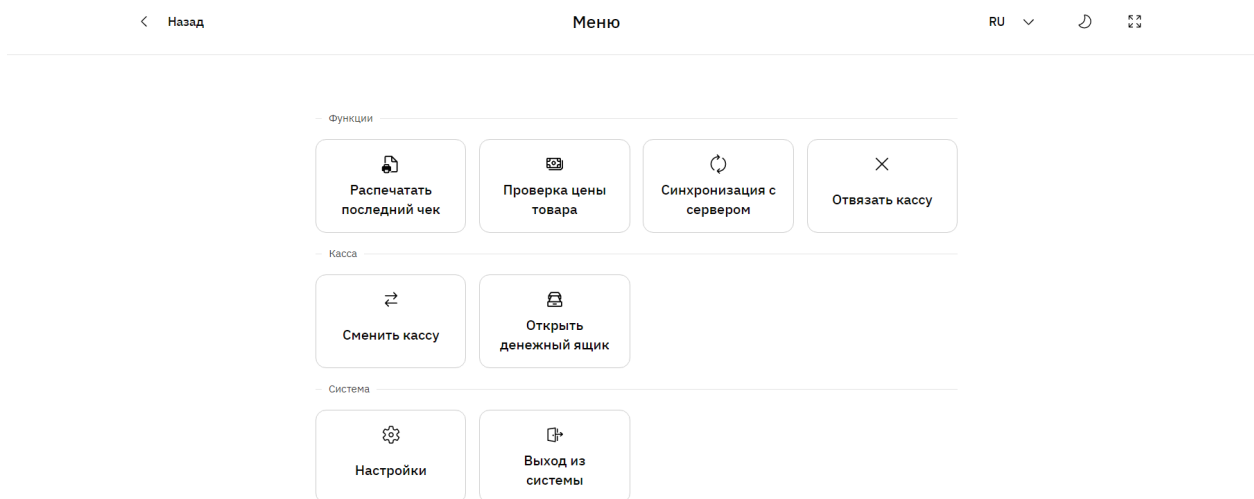 Назад
Меню
RU
Функции
Распечатать
последний чек
Проверка цены
товара
Синхронизация с
сервером
Отвязать кассу
Касса
Сменить кассу
Открыть
денежный ящик
Система
Настройки
Выход из
системы